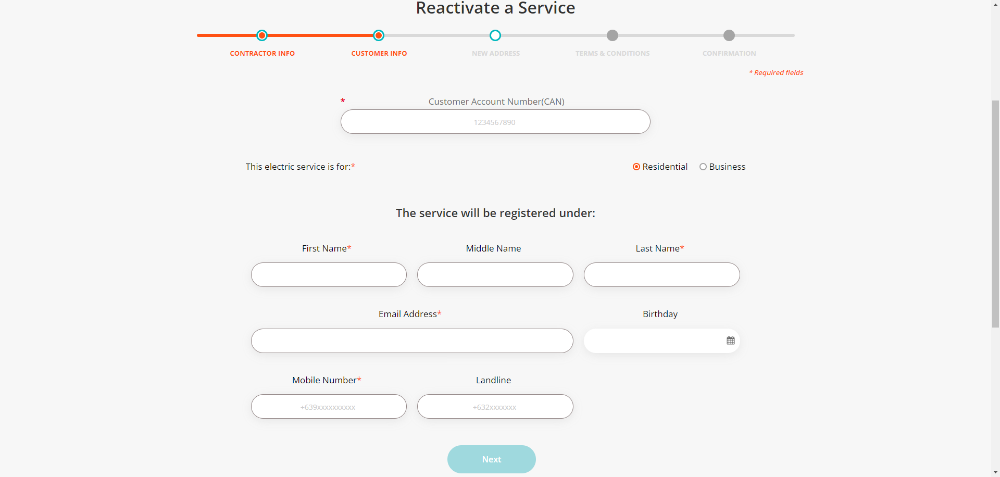 Reactivate a Service
CONTRACTOR INFO
CUSTOMER INFO
NEW ADDRESS
TERMS & CONDITIONS
CONFIRMATION
* Required fields
* Customer Account Number(CAN)
1234567890
This electric service is for:* Residential Business
The service will be registered under:
First Name* Middle Name Last Name*
Email Address* Birthday
Mobile Number* Landline
+639xxxxxxxxxx +632xxxxxxx
Next